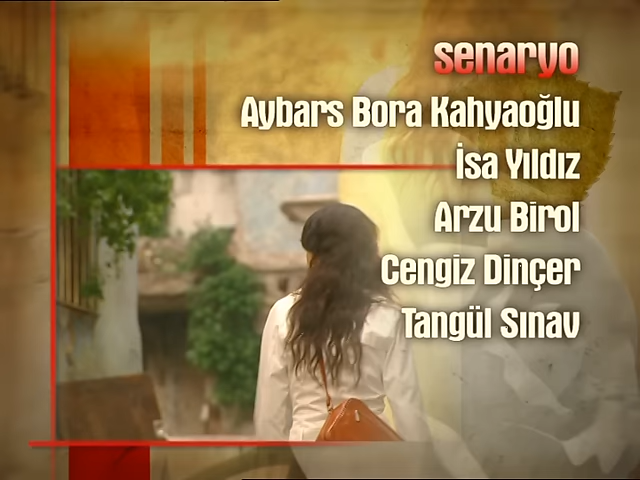 senaryo
Aybars Bora Kahyaoğlu
İsa Yıldız
Arzu Birol
Cengiz Dinçer
Tangül Sınav